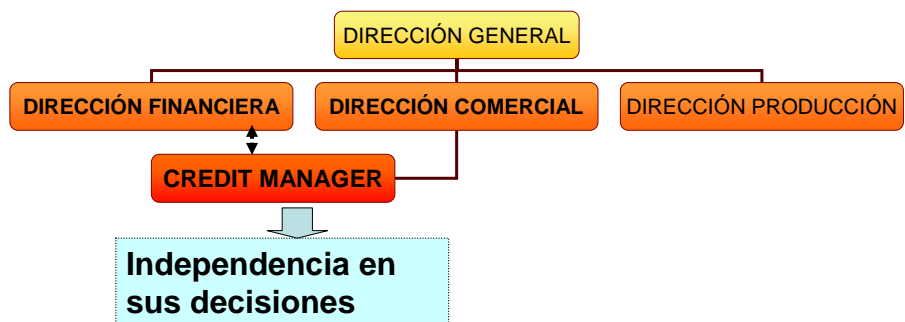 DIRECCIÓN GENERAL
DIRECCIÓN FINANCIERA
DIRECCIÓN COMERCIAL
DIRECCIÓN PRODUCCIÓN
CREDIT MANAGER
Independencia en
sus decisiones